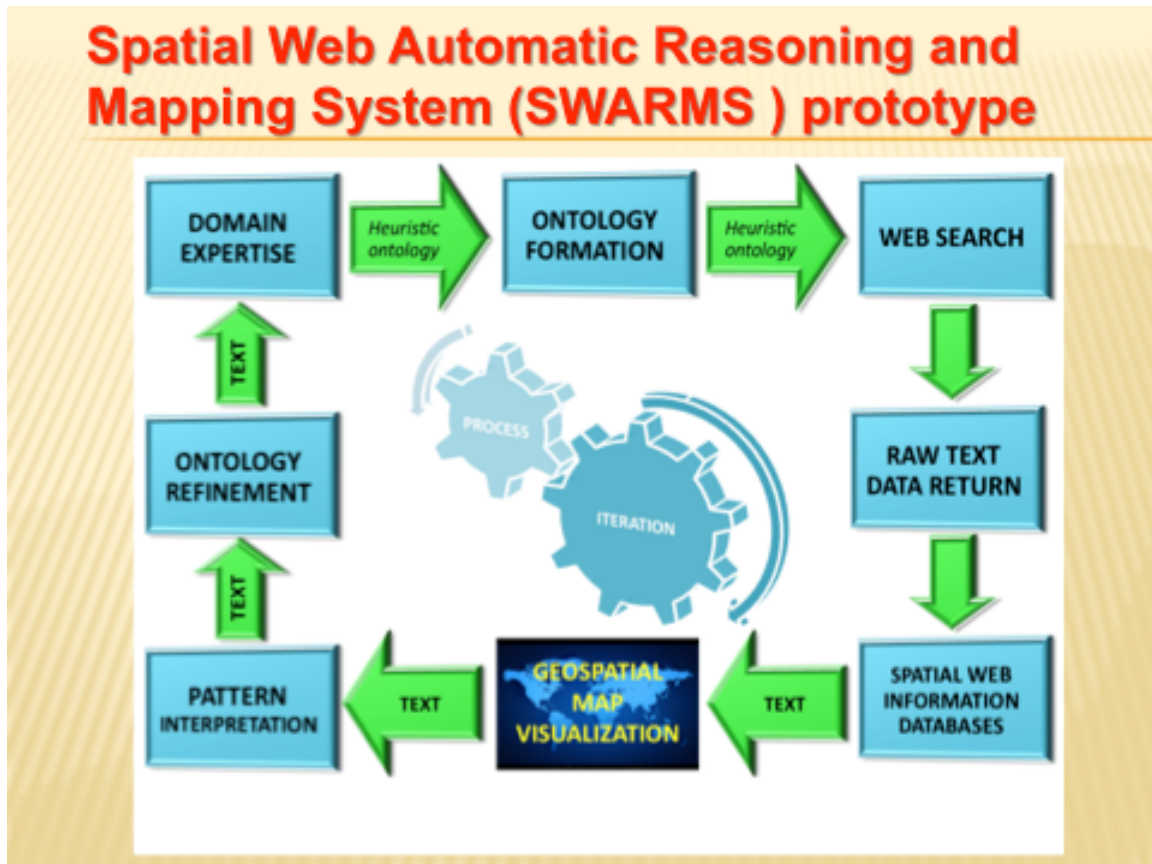 Spatial Web Automatic Reasoning and
Mapping System (SWARMS ) prototype
DOMAIN
EXPERTISE
Heuristic
ontology
ONTOLOGY
FORMATION
Heuristic
ontology
WEB SEARCH
TEXT
PROCESS
ITERATION
ONTOLOGY
REFINEMENT
RAW TEXT
DATA RETURN
TEXT
PATTERN
INTERPRETATION
TEXT
GEOSPATIAL
MAP
VISUALIZATION
TEXT
SPATIAL WEB
INFORMATION
DATABASES